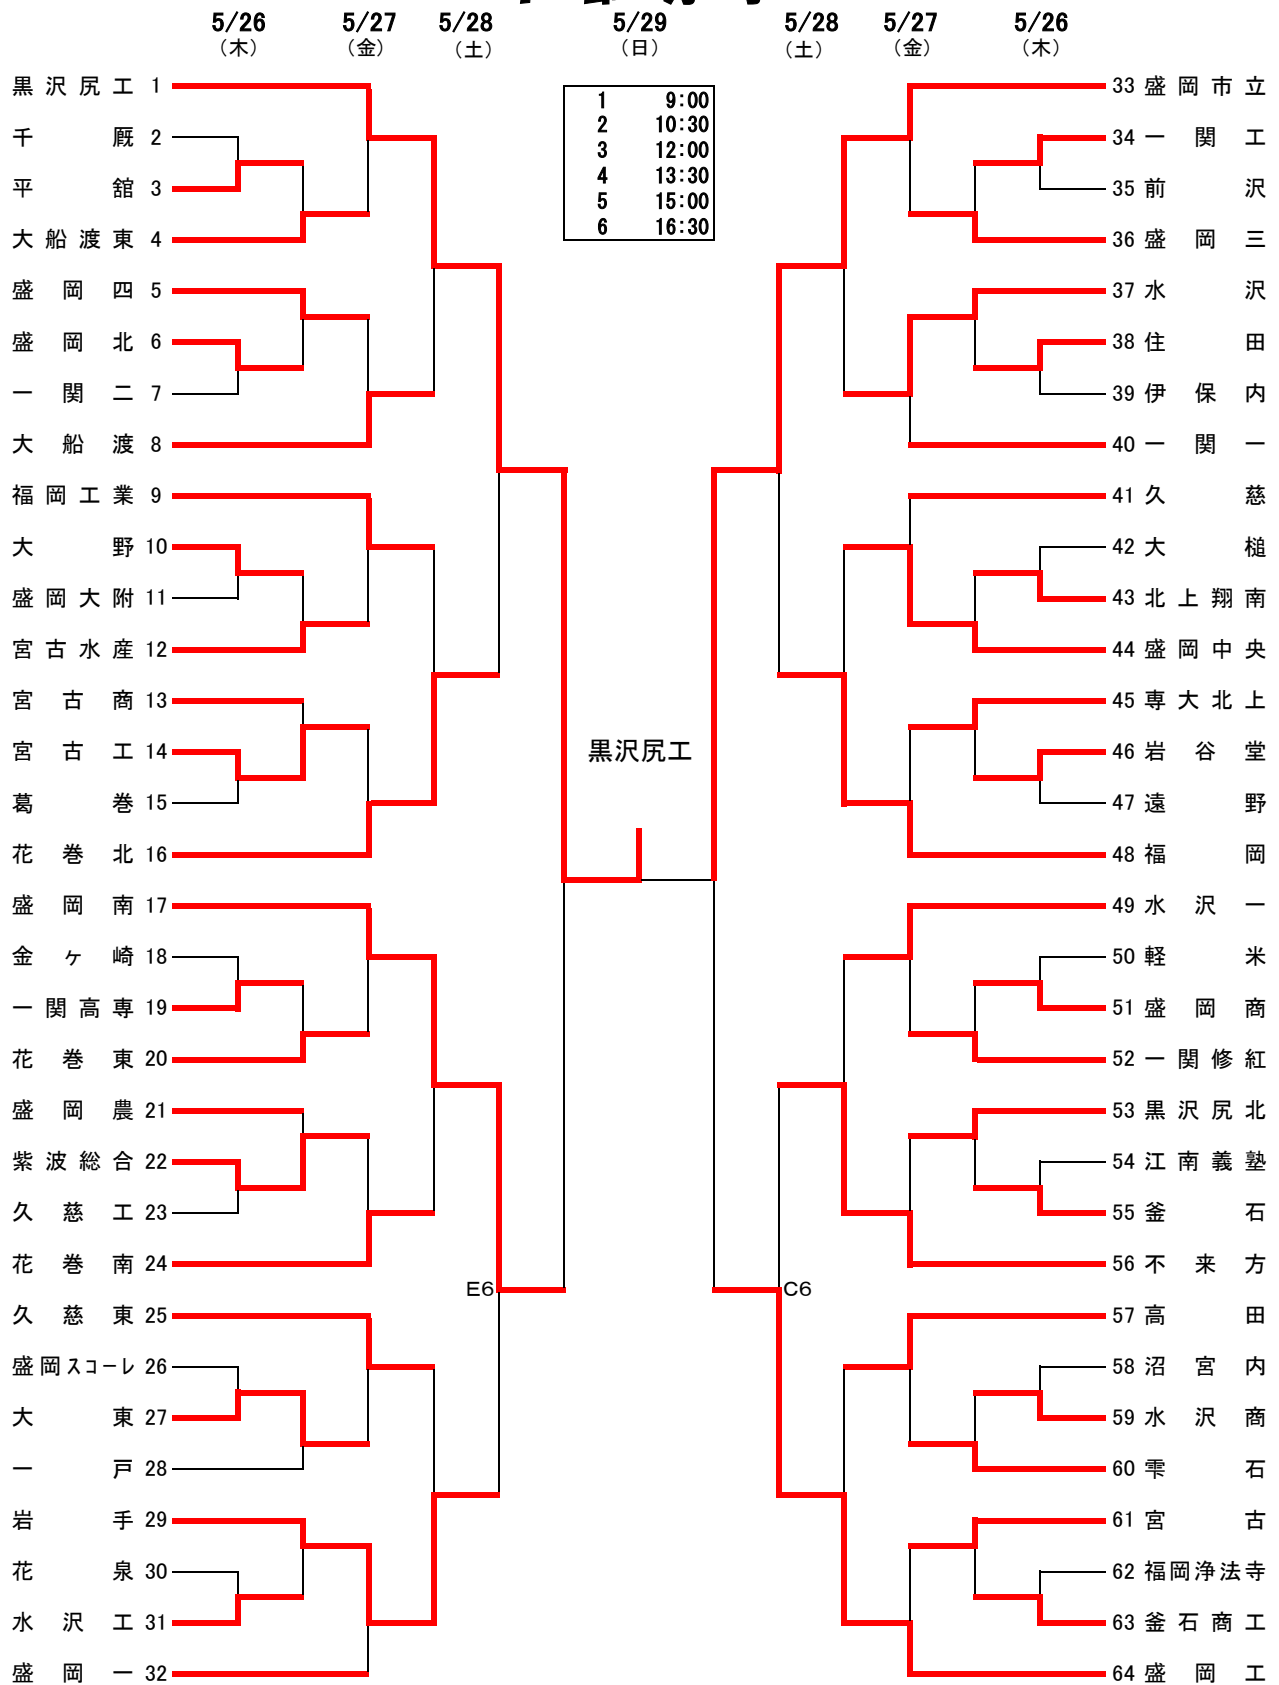 5/26 5/27 5/28 5/29 5/28 5/27 5/26
(木) (金) (土) (日) (土) (金) (木)
1 9:00
2 10:30
3 12:00
4 13:30
5 15:00
6 16:30
黒沢尻工 1
千厩 2
平舘 3
大船渡東 4
盛岡四 5
盛岡北 6
一関二 7
大船渡 8
福岡工業 9
大野 10
盛岡大附 11
宮古水産 12
宮古商 13
宮古工 14
葛巻 15
花巻北 16
盛岡南 17
金ヶ崎 18
一関高専 19
花巻東 20
盛岡農 21
紫波総合 22
久慈工 23
花巻南 24
久慈東 25
盛岡スコーレ 26
大東 27
一戸 28
岩手 29
花泉 30
水沢工 31
盛岡一 32
黒沢尻工
E6
C6
33 盛岡市立
34 一関工
35 前沢
36 盛岡三
37 水沢
38 住田
39 伊保内
40 一関一
41 久慈
42 大槌
43 北上翔南
44 盛岡中央
45 専大北上
46 岩谷堂
47 遠野
48 福岡
49 水沢一
50 軽米
51 盛岡商
52 一関修紅
53 黒沢尻北
54 江南義塾
55 釜石
56 不来方
57 高田
58 沼宮内
59 水沢商
60 雫石
61 宮古
62 福岡浄法寺
63 釜石商工
64 盛岡工